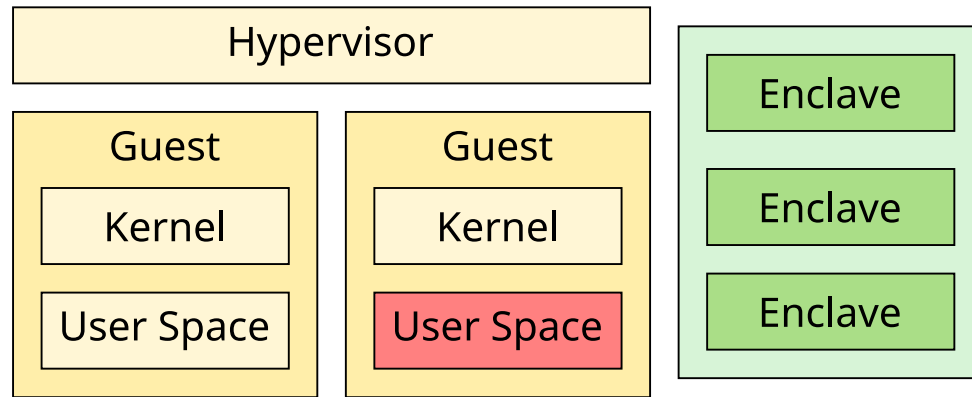 Hypervisor
Guest
Kernel
User Space
Guest
Kernel
User Space
Enclave
Enclave
Enclave